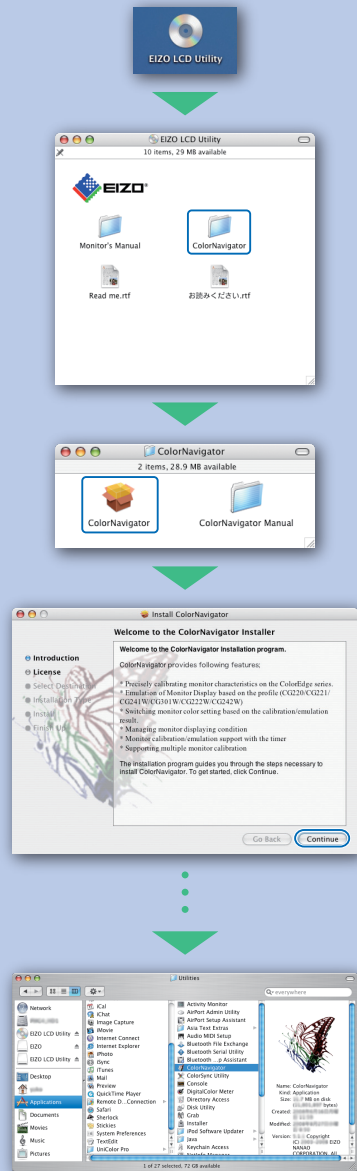 EIZO LCD Utility
EIZO LCD Utility
10 items, 29 MB available
EIZO
Monitor's Manual
ColorNavigator
Read me.rtf
お読みください.rtf
ColorNavigator
2 items, 28.9 MB available
ColorNavigator
ColorNavigator Manual
Install ColorNavigator
Welcome to the ColorNavigator Installer
Introduction
License
Select Destination
Installation Type
Install
Finish Up
Welcome to the ColorNavigator Installation program.
ColorNavigator provides following features;
* Precisely calibrating monitor characteristics on the ColorEdge series.
* Emulation of Monitor Display based on the profile (CG220/CG221/
CG241W/CG301W/CG222W/CG242W)
* Switching monitor color setting based on the calibration/emulation
result.
* Managing monitor displaying condition
* Monitor calibration/emulation support with the timer
* Supporting multiple monitor calibration
The installation program guides you through the steps necessary to
install ColorNavigator. To get started, click Continue.
Go Back
Continue
Utilities
everywhere
Network
EIZO LCD Utility
EIZO
EIZO LCD Utility
Desktop
Applications
Documents
Movies
Music
Pictures
iCal
iChat
Image Capture
iMovie
Internet Connect
Internet Explorer
iPhoto
iSync
iTunes
Mail
Preview
QuickTime Player
Remote D...Connection
Safari
Sherlock
Stickies
System Preferences
TextEdit
UniColor Pro
Activity Monitor
AirPort Admin Utility
AirPort Setup Assistant
Asia Text Extras
Audio MIDI Setup
Bluetooth File Exchange
Bluetooth Serial Utility
Bluetooth ...p Assistant
ColorNavigator
ColorSync Utility
Console
DigitalColor Meter
Directory Access
Disk Utility
Grab
Installer
iPod Software Updater
Java
Keychain Access
Name: ColorNavigator
Kind: Application
Size: MB on disk
bytes)
Created:
Modified:
Version: Copyright
(C) EIZO
NANAO
CORPORATION, All
1 of 27 selected, 72 GB available